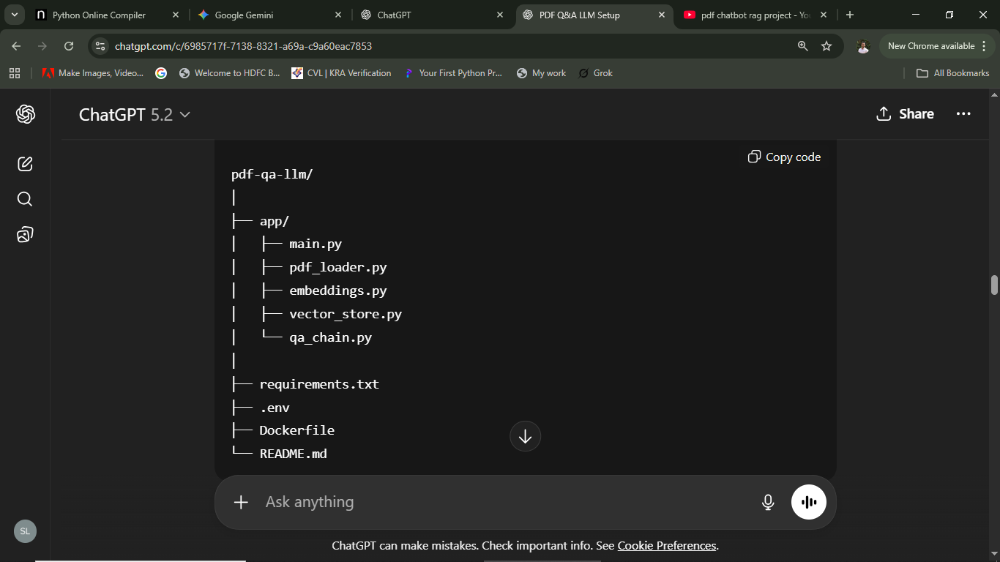 Python Online Compiler
Google Gemini
ChatGPT
PDF Q&A LLM Setup
pdf chatbot rag project - Yo
chatgpt.com/c/6985717f-7138-8321-a69a-c9a60eac7853
New Chrome available
Make Images, Video...
Welcome to HDFC B...
CVL | KRA Verification
Your First Python Pr...
My work
Grok
All Bookmarks
ChatGPT 5.2
Share
Copy code
pdf-qa-llm/
│
├── app/
│   ├── main.py
│   ├── pdf_loader.py
│   ├── embeddings.py
│   ├── vector_store.py
│   └── qa_chain.py
│
├── requirements.txt
├── .env
├── Dockerfile
└── README.md
Ask anything
SL
ChatGPT can make mistakes. Check important info. See Cookie Preferences.